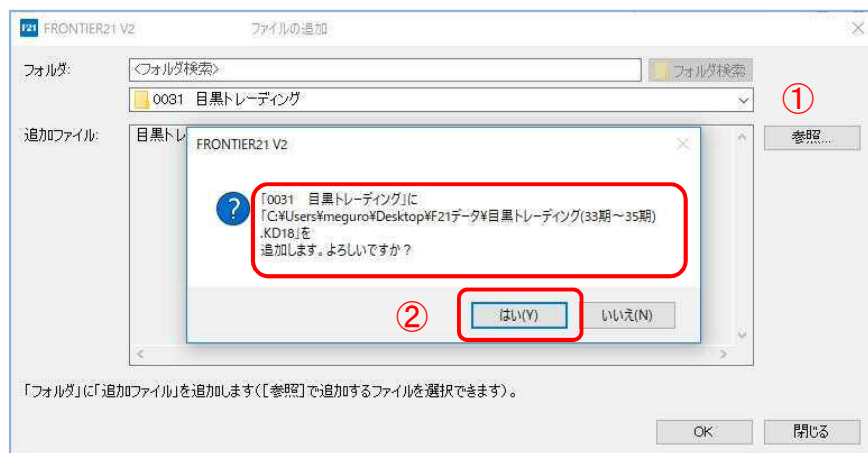 F21 FRONTIER21 V2 ファイルの追加
フォルダ: <フォルダ検索> フォルダ検索
0031 目黒トレーディング
①
追加ファイル: 目黒トレ 参照...
FRONTIER21 V2
?
「0031 目黒トレーディング」に
「C:¥Users¥meguro¥Desktop¥F21データ¥目黒トレーディング(33期～35期)
.KD18」を
追加します。よろしいですか？
② はい(Y) いいえ(N)
「フォルダ」に「追加ファイル」を追加します([参照]で追加するファイルを選択できます)。
OK 閉じる